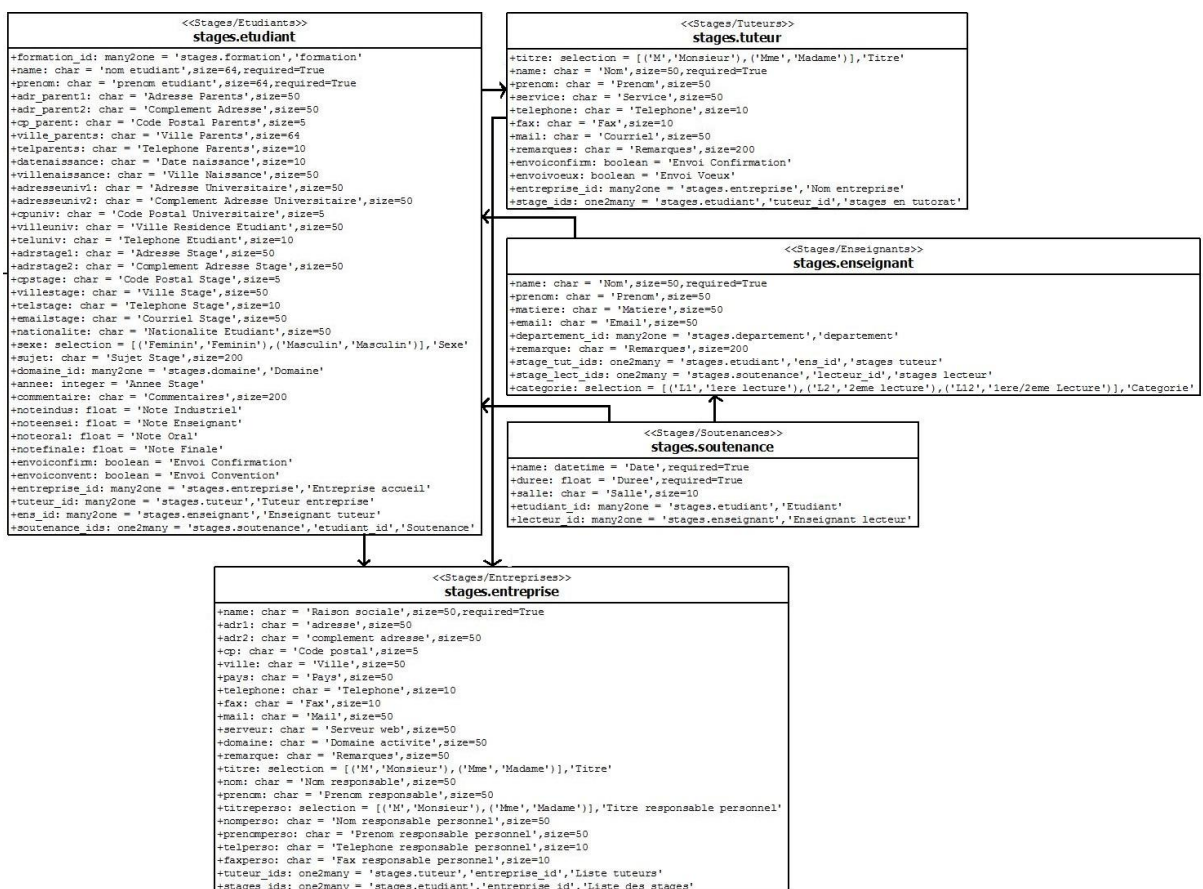 <<Stages/Etudiants>>
stages.etudiant
+formation_id: many2one = 'stages.formation','formation'
+name: char = 'nom etudiant',size=64,required=True
+prenom: char = 'prenom etudiant',size=64,required=True
+adr_parent1: char = 'Adresse Parents',size=50
+adr_parent2: char = 'Complement Adresse',size=50
+cp_parent: char = 'Code Postal Parents',size=5
+ville_parents: char = 'Ville Parents',size=64
+telparents: char = 'Telephone Parents',size=10
+datenaissance: char = 'Date naissance',size=10
+villenaissance: char = 'Ville Naissance',size=50
+adresseuniv1: char = 'Adresse Universitaire',size=50
+adresseuniv2: char = 'Complement Adresse Universitaire',size=50
+cpuniv: char = 'Code Postal Universitaire',size=5
+villeuniv: char = 'Ville Residence Etudiant',size=50
+teluniv: char = 'Telephone Etudiant',size=10
+adrstage1: char = 'Adresse Stage',size=50
+adrstage2: char = 'Complement Adresse Stage',size=50
+cpstage: char = 'Code Postal Stage',size=5
+villestage: char = 'Ville Stage',size=50
+telstage: char = 'Telephone Stage',size=10
+emailstage: char = 'Courriel Stage',size=50
+nationalite: char = 'Nationalite Etudiant',size=50
+sexe: selection = [('Feminin','Feminin'),('Masculin','Masculin')],'Sexe'
+sujet: char = 'Sujet Stage',size=200
+domaine_id: many2one = 'stages.domaine','Domaine'
+annee: integer = 'Annee Stage'
+commentaire: char = 'Commentaires',size=200
+noteindus: float = 'Note Industriel'
+noteensei: float = 'Note Enseignant'
+noteoral: float = 'Note Oral'
+notefinale: float = 'Note Finale'
+envoiconfirm: boolean = 'Envoi Confirmation'
+envoiconvent: boolean = 'Envoi Convention'
+entreprise_id: many2one = 'stages.entreprise','Entreprise accueil'
+tuteur_id: many2one = 'stages.tuteur','Tuteur entreprise'
+ens_id: many2one = 'stages.enseignant','Enseignant tuteur'
+soutenance_ids: one2many = 'stages.soutenance','etudiant_id','Soutenance'
<<Stages/Tuteurs>>
stages.tuteur
+titre: selection = [('M','Monsieur'),('Mme','Madame')],'Titre'
+name: char = 'Nom',size=50,required=True
+prenom: char = 'Prenom',size=50
+service: char = 'Service',size=50
+telephone: char = 'Telephone',size=10
+fax: char = 'Fax',size=10
+mail: char = 'Courriel',size=50
+remarques: char = 'Remarques',size=200
+envoiconfirm: boolean = 'Envoi Confirmation'
+envoivoeux: boolean = 'Envoi Voeux'
+entreprise_id: many2one = 'stages.entreprise','Nom entreprise'
+stage_ids: one2many = 'stages.etudiant','tuteur_id','stages en tutorat'
<<Stages/Enseignants>>
stages.enseignant
+name: char = 'Nom',size=50,required=True
+prenom: char = 'Prenom',size=50
+matiere: char = 'Matiere',size=50
+email: char = 'Email',size=50
+departement_id: many2one = 'stages.departement','departement'
+remarque: char = 'Remarques',size=200
+stage_tut_ids: one2many = 'stages.etudiant','ens_id','stages tuteur'
+stage_lect_ids: one2many = 'stages.soutenance','lecteur_id','stages lecteur'
+categorie: selection = [('L1','1ere lecture'),('L2','2eme lecture'),('L12','1ere/2eme Lecture')],'Categorie'
<<Stages/Soutenances>>
stages.soutenance
+name: datetime = 'Date',required=True
+duree: float = 'Duree',required=True
+salle: char = 'Salle',size=10
+etudiant_id: many2one = 'stages.etudiant','Etudiant'
+lecteur_id: many2one = 'stages.enseignant','Enseignant lecteur'
<<Stages/Entreprises>>
stages.entreprise
+name: char = 'Raison sociale',size=50,required=True
+adr1: char = 'adresse',size=50
+adr2: char = 'complement adresse',size=50
+cp: char = 'Code postal',size=5
+ville: char = 'Ville',size=50
+pays: char = 'Pays',size=50
+telephone: char = 'Telephone',size=10
+fax: char = 'Fax',size=10
+mail: char = 'Mail',size=50
+serveur: char = 'Serveur web',size=50
+domaine: char = 'Domaine activite',size=50
+remarque: char = 'Remarques',size=50
+titre: selection = [('M','Monsieur'),('Mme','Madame')],'Titre'
+nom: char = 'Nom responsable',size=50
+prenom: char = 'Prenom responsable',size=50
+titreperso: selection = [('M','Monsieur'),('Mme','Madame')],'Titre responsable personnel'
+nomperso: char = 'Nom responsable personnel',size=50
+prenomperso: char = 'Prenom responsable personnel',size=50
+telperso: char = 'Telephone responsable personnel',size=10
+faxperso: char = 'Fax responsable personnel',size=10
+tuteur_ids: one2many = 'stages.tuteur','entreprise_id','Liste tuteurs'
+stages_ids: one2many = 'stages.etudiant','entreprise_id','Liste des stages'